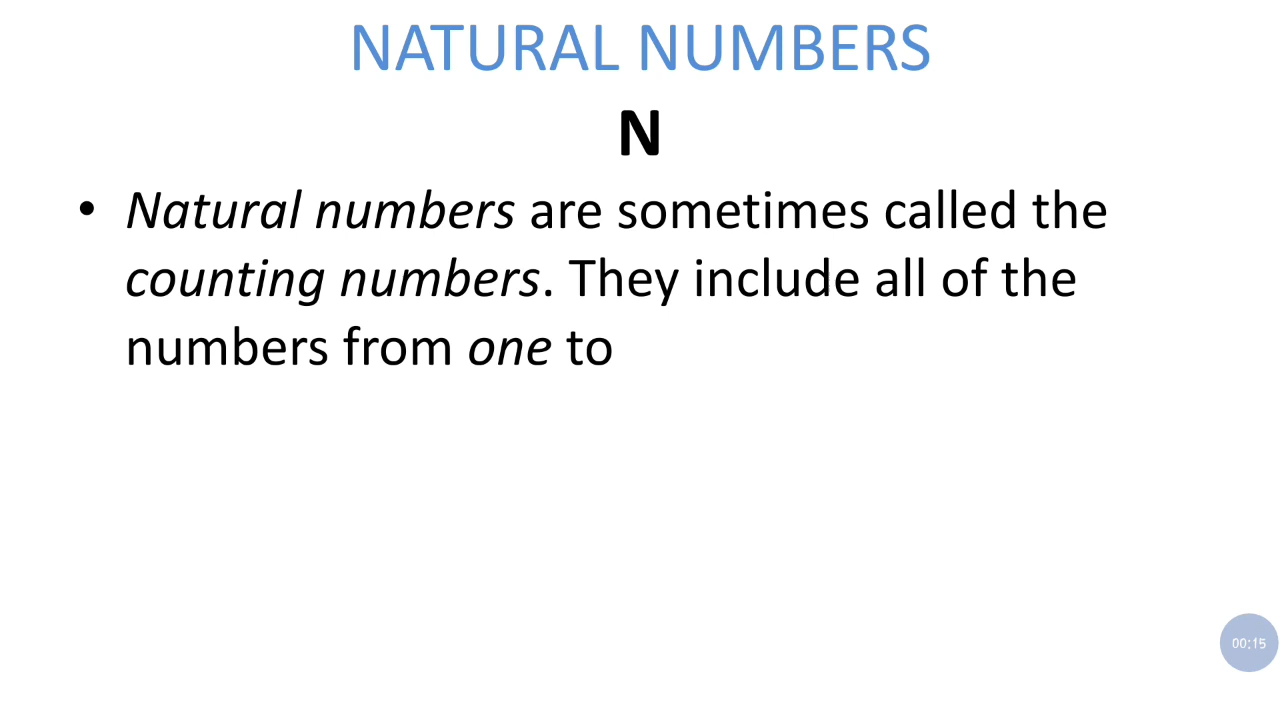 NATURAL NUMBERS
N
• Natural numbers are sometimes called the
counting numbers. They include all of the
numbers from one to
00:15